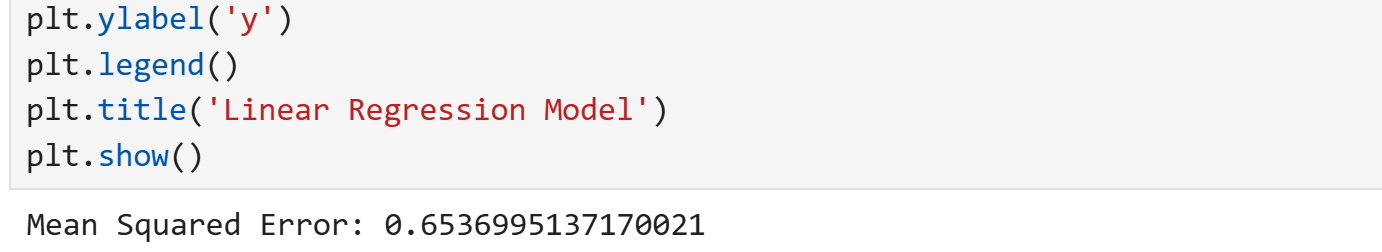 plt.ylabel('y')
plt.legend()
plt.title('Linear Regression Model')
plt.show()
Mean Squared Error: 0.6536995137170021